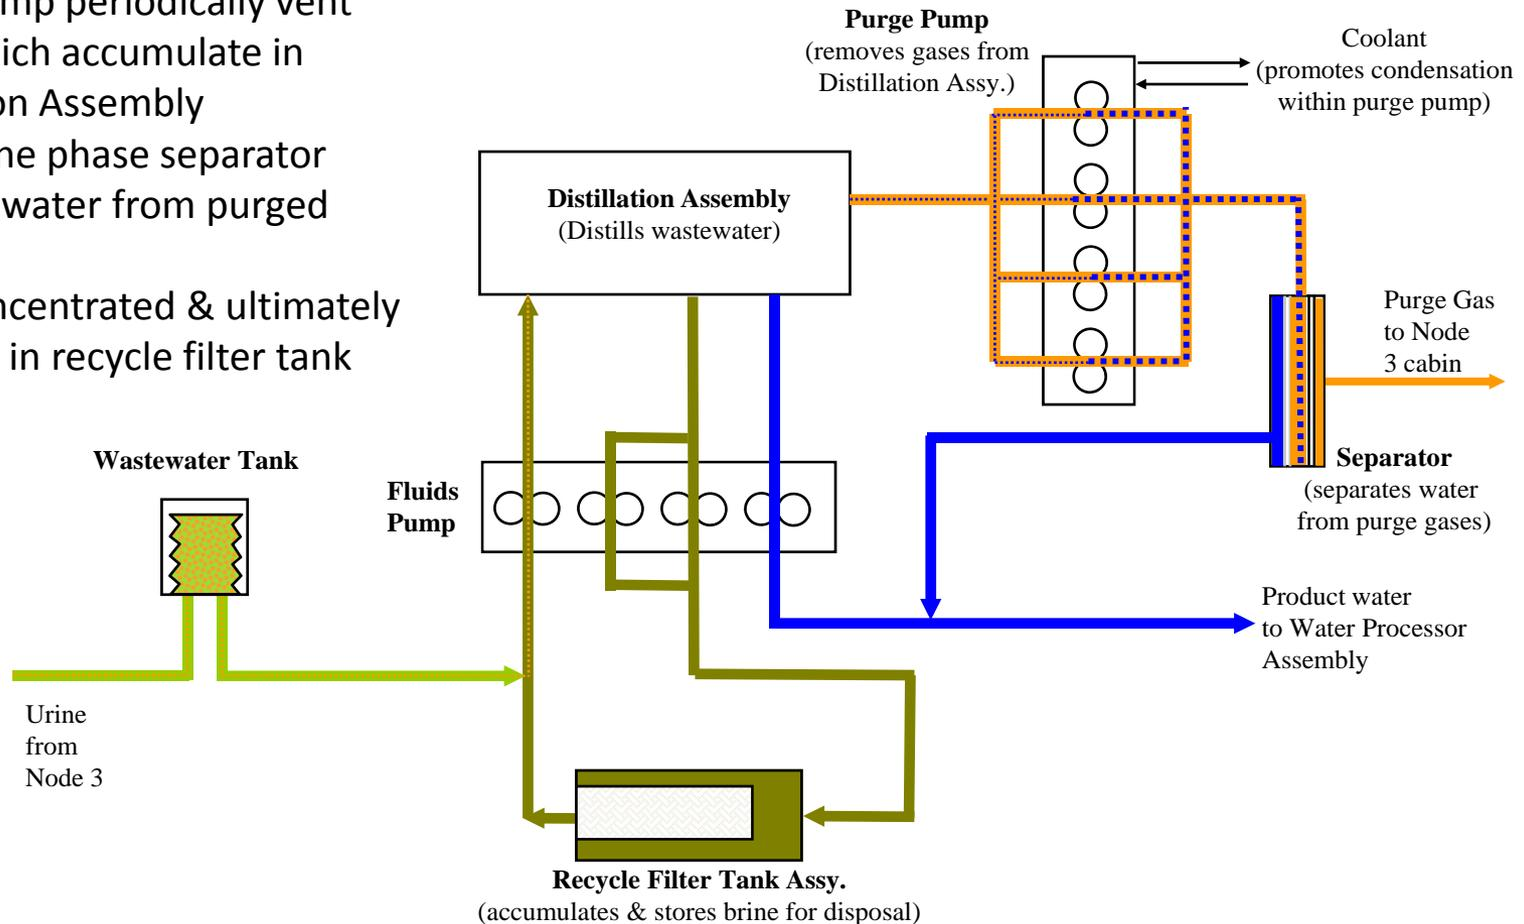 mp periodically vent
ich accumulate in
on Assembly
ne phase separator
water from purged
ncentrated & ultimately
in recycle filter tank
Purge Pump
(removes gases from
Distillation Assy.)
Coolant
(promotes condensation
within purge pump)
Distillation Assembly
(Distills wastewater)
Purge Gas
to Node
3 cabin
Wastewater Tank
Fluids
Pump
Separator
(separates water
from purge gases)
Product water
to Water Processor
Assembly
Urine
from
Node 3
Recycle Filter Tank Assy.
(accumulates & stores brine for disposal)